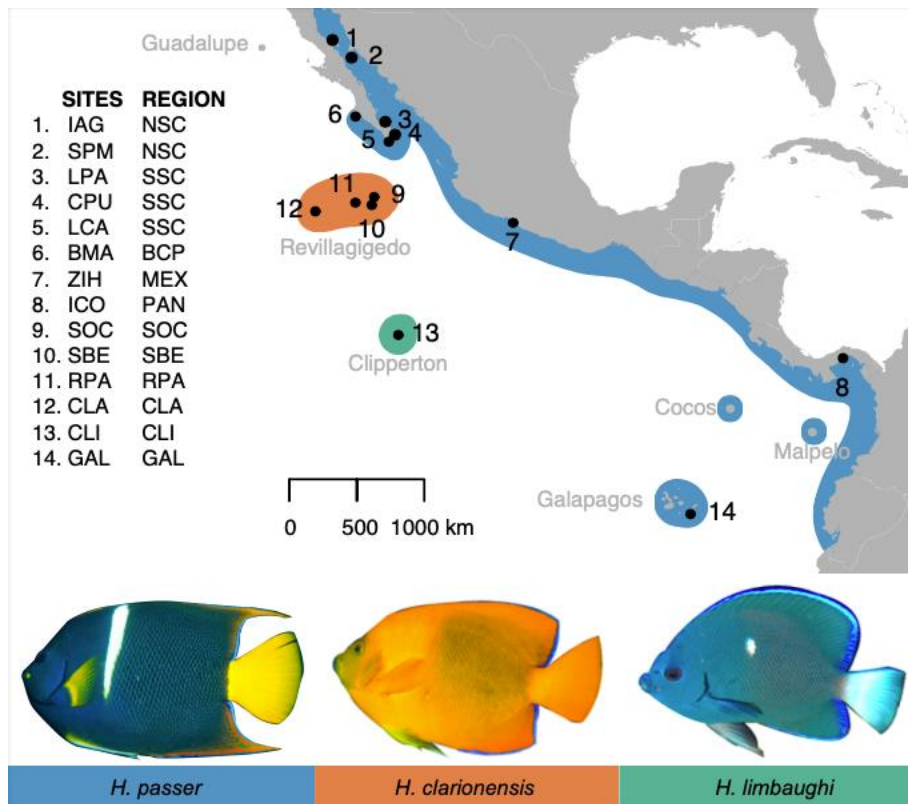 Guadalupe
1
2
SITES REGION
1. IAG NSC
2. SPM NSC
3. LPA SSC
4. CPU SSC
5. LCA SSC
6. BMA BCP
7. ZIH MEX
8. ICO PAN
9. SOC SOC
10. SBE SBE
11. RPA RPA
12. CLA CLA
13. CLI CLI
14. GAL GAL
6
3
4
5
11
9
12
10
Revillagigedo
7
13
Clipperton
8
Cocos
Malpelo
Galapagos
14
0 500 1000 km
H. passer
H. clarionensis
H. limbaughi